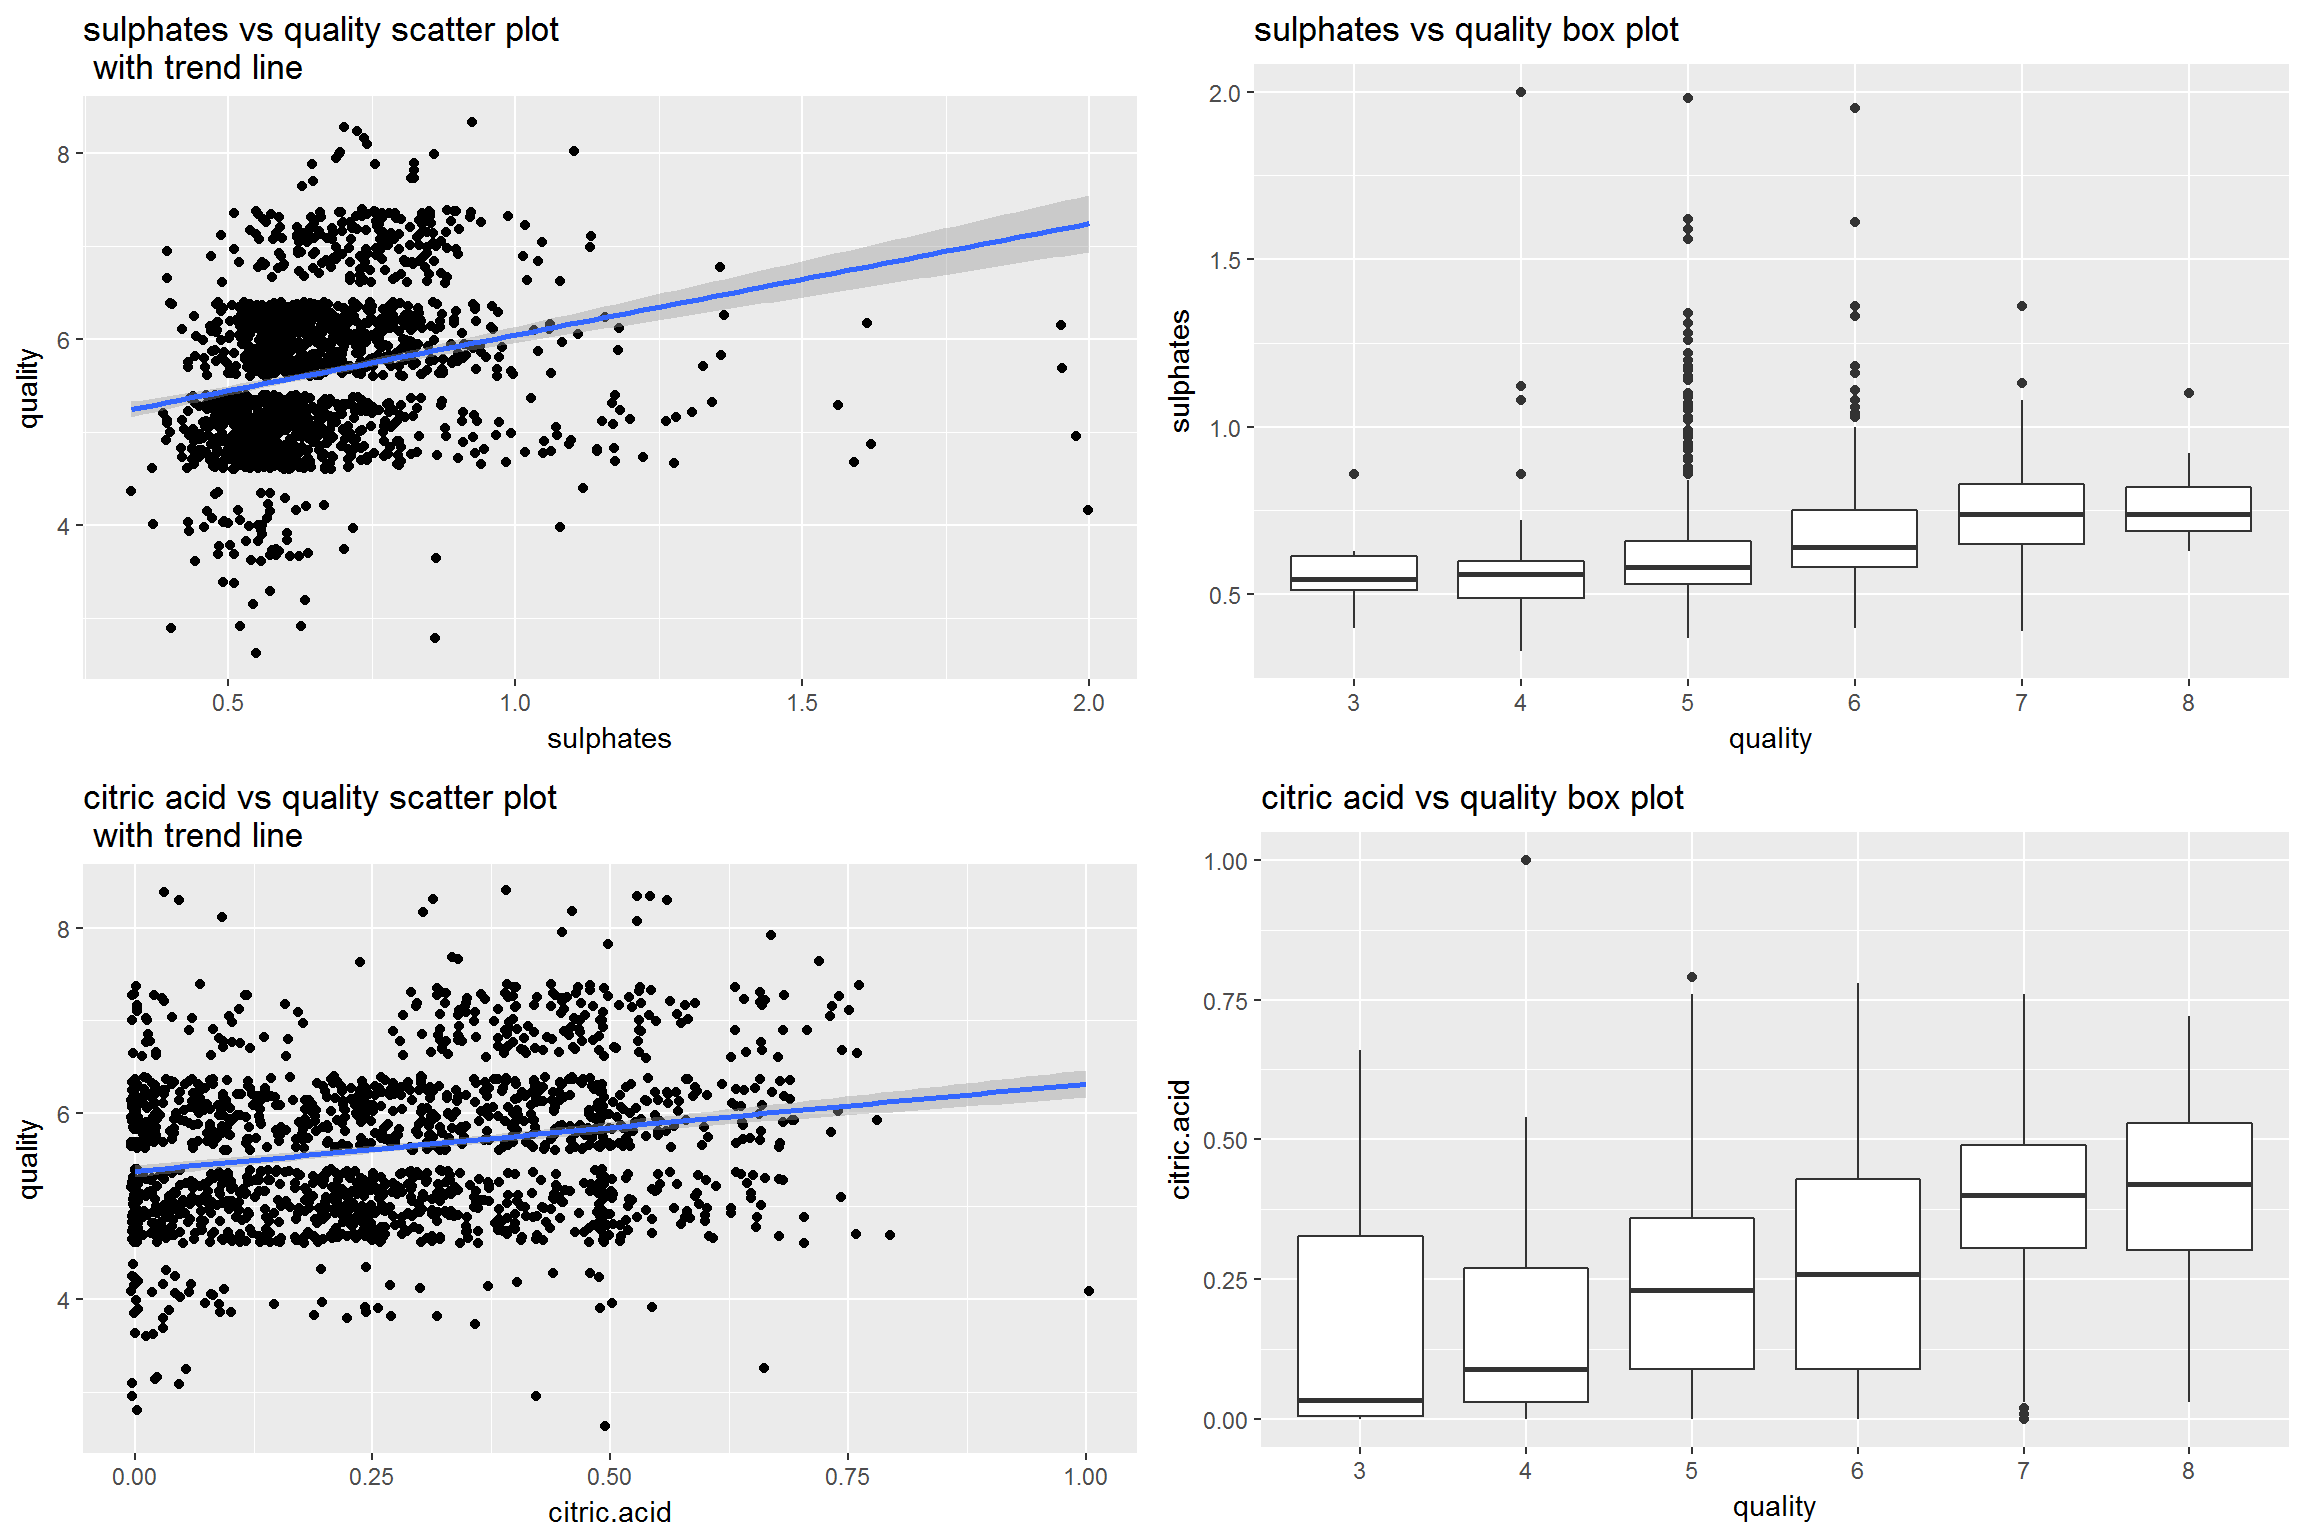 sulphates vs quality scatter plot
with trend line
8
6
4
quality
0.5 1.0 1.5 2.0
sulphates
sulphates vs quality box plot
2.0
1.5
1.0
0.5
sulphates
3 4 5 6 7 8
quality
citric acid vs quality scatter plot
with trend line
8
6
4
quality
0.00 0.25 0.50 0.75 1.00
citric.acid
citric acid vs quality box plot
1.00
0.75
0.50
0.25
0.00
citric.acid
3 4 5 6 7 8
quality